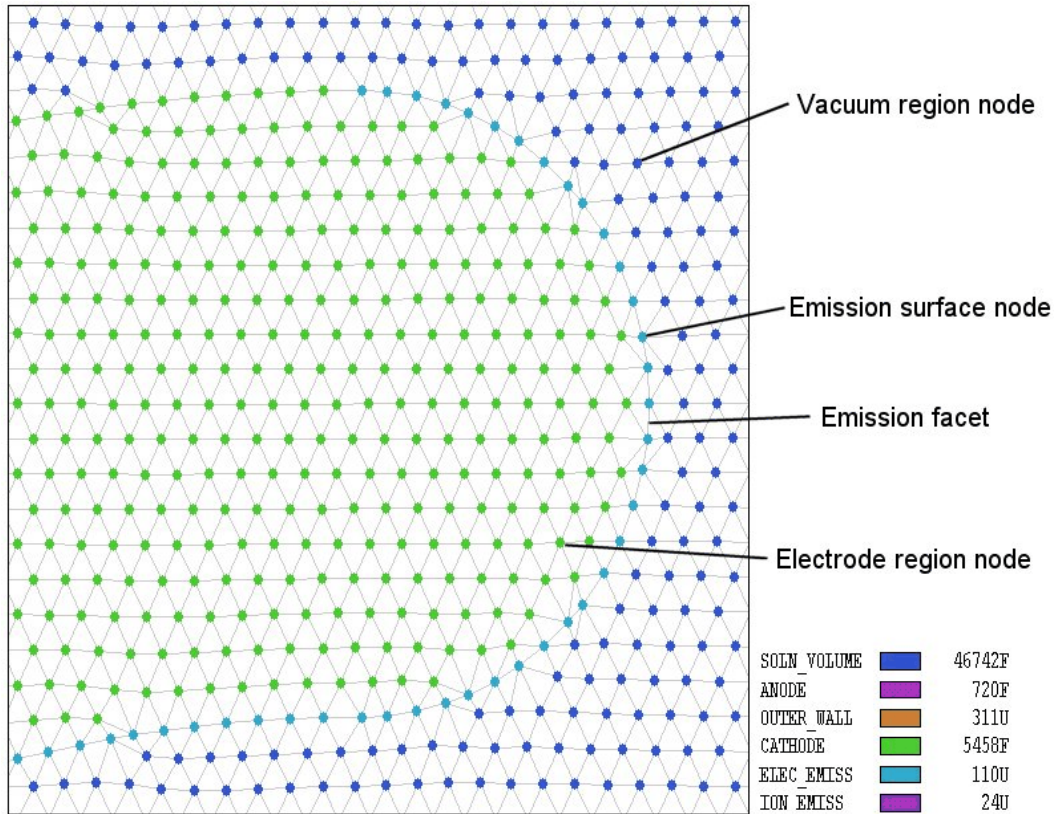 Vacuum region node
Emission surface node
Emission facet
Electrode region node
SOLN_VOLUME 46742F
ANODE 720F
OUTER_WALL 311U
CATHODE 5458F
ELEC_EMISS 110U
ION_EMISS 24U